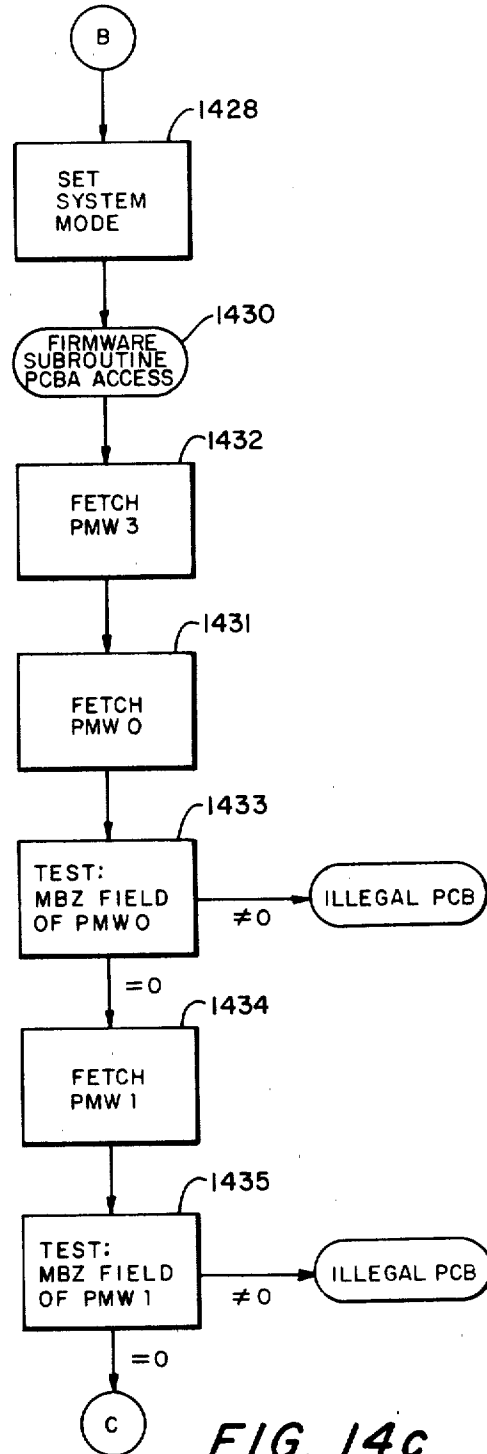 B
1428
SET
SYSTEM
MODE
1430
FIRMWARE
SUBROUTINE
PCBA ACCESS
1432
FETCH
PMW 3
1431
FETCH
PMW 0
1433
TEST:
MBZ FIELD
OF PMW 0
≠0
ILLEGAL PCB
=0
1434
FETCH
PMW 1
1435
TEST:
MBZ FIELD
OF PMW 1
≠0
ILLEGAL PCB
=0
C
FIG. 14c